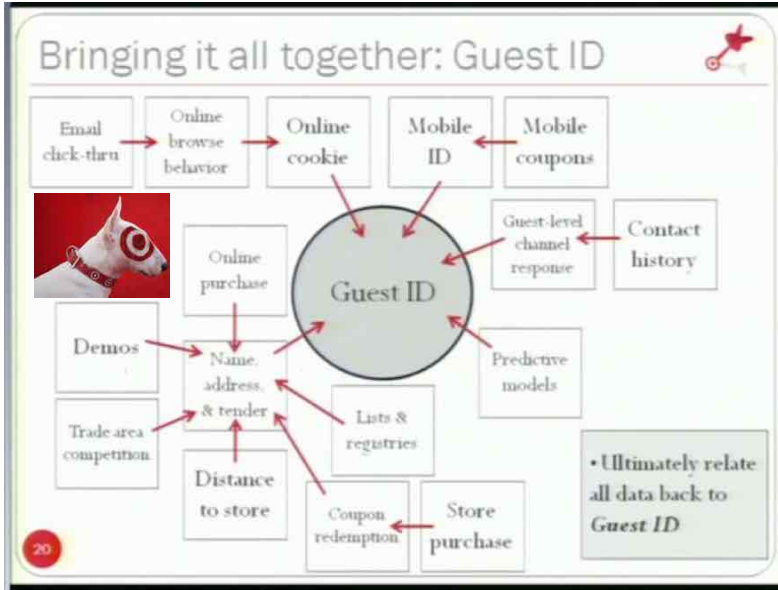 Bringing it all together: Guest ID
Email
click-thru
Online
browse
behavior
Online
cookie
Mobile
ID
Mobile
coupons
Guest-level
channel
response
Contact
history
Online
purchase
Guest ID
Demos
Name,
address,
& tender
Predictive
models
Trade area
competition
Lists &
registries
Distance
to store
Coupon
redemption
Store
purchase
• Ultimately relate
all data back to
Guest ID
20